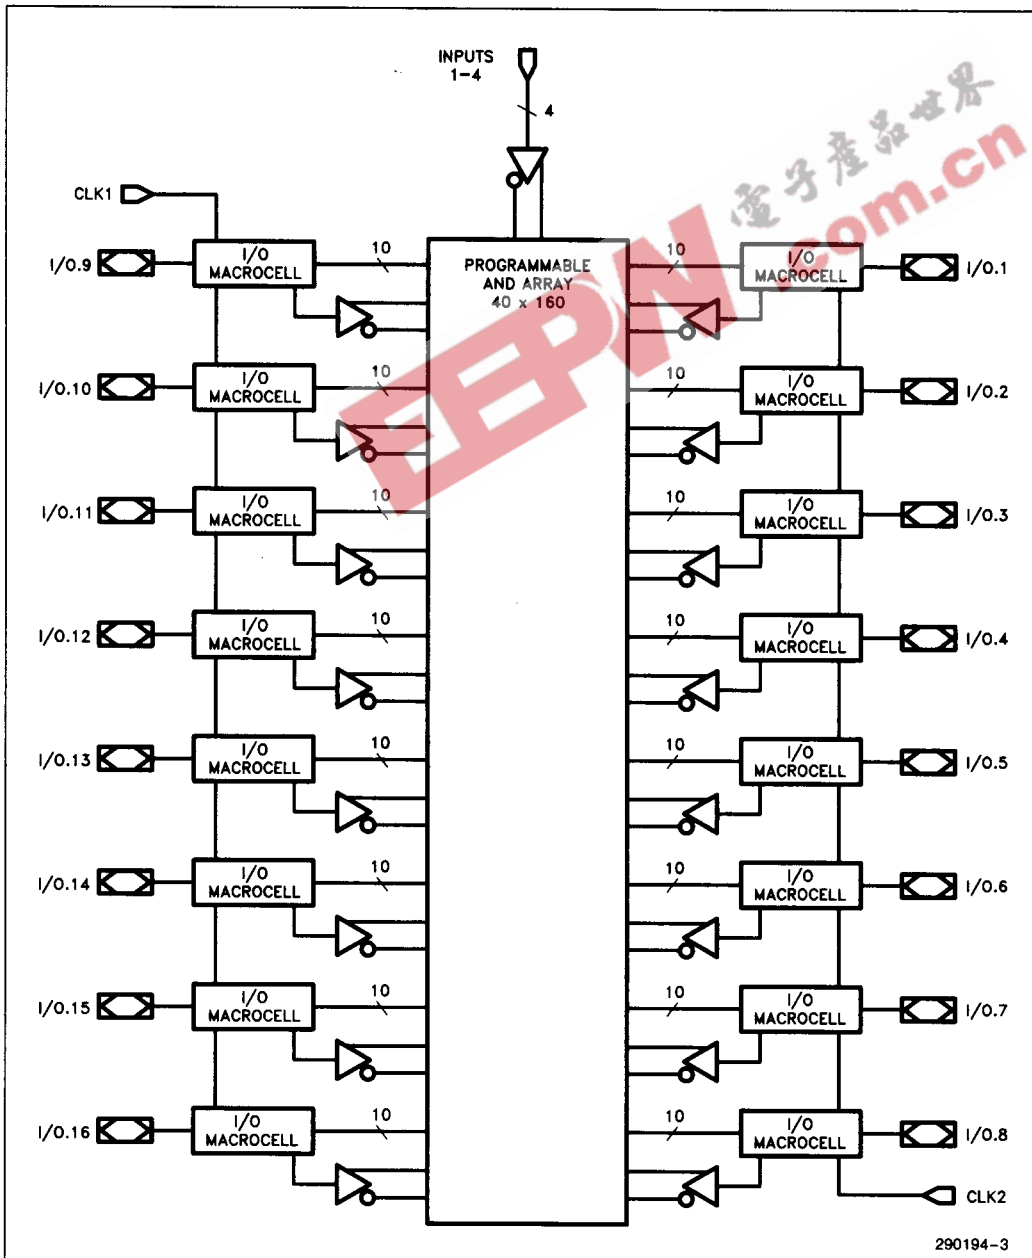 INPUTS
1-4
4
電子產品世界
EEPW.com.cn
CLK1
I/O.9
I/O
MACROCELL
10
PROGRAMMABLE
AND ARRAY
40 x 160
10
I/O
MACROCELL
I/O.1
I/O.10
I/O
MACROCELL
10
10
I/O
MACROCELL
I/O.2
I/O.11
I/O
MACROCELL
10
10
I/O
MACROCELL
I/O.3
I/O.12
I/O
MACROCELL
10
10
I/O
MACROCELL
I/O.4
I/O.13
I/O
MACROCELL
10
10
I/O
MACROCELL
I/O.5
I/O.14
I/O
MACROCELL
10
10
I/O
MACROCELL
I/O.6
I/O.15
I/O
MACROCELL
10
10
I/O
MACROCELL
I/O.7
I/O.16
I/O
MACROCELL
10
10
I/O
MACROCELL
I/O.8
CLK2
290194-3